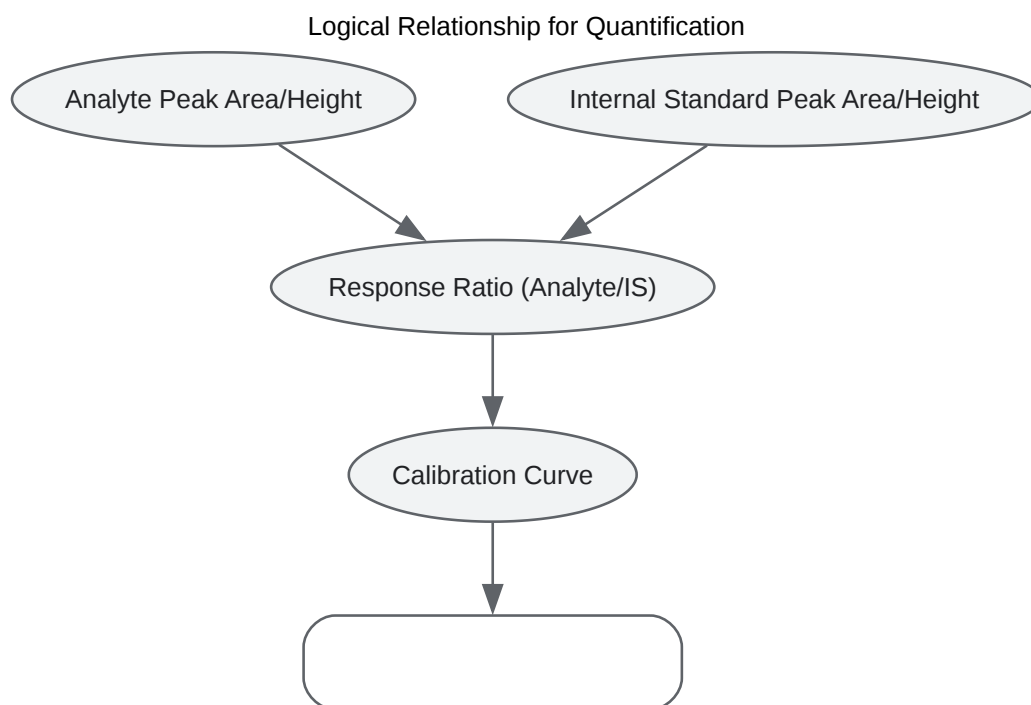 Logical Relationship for Quantification
Analyte Peak Area/Height
Internal Standard Peak Area/Height
Response Ratio (Analyte/IS)
Calibration Curve